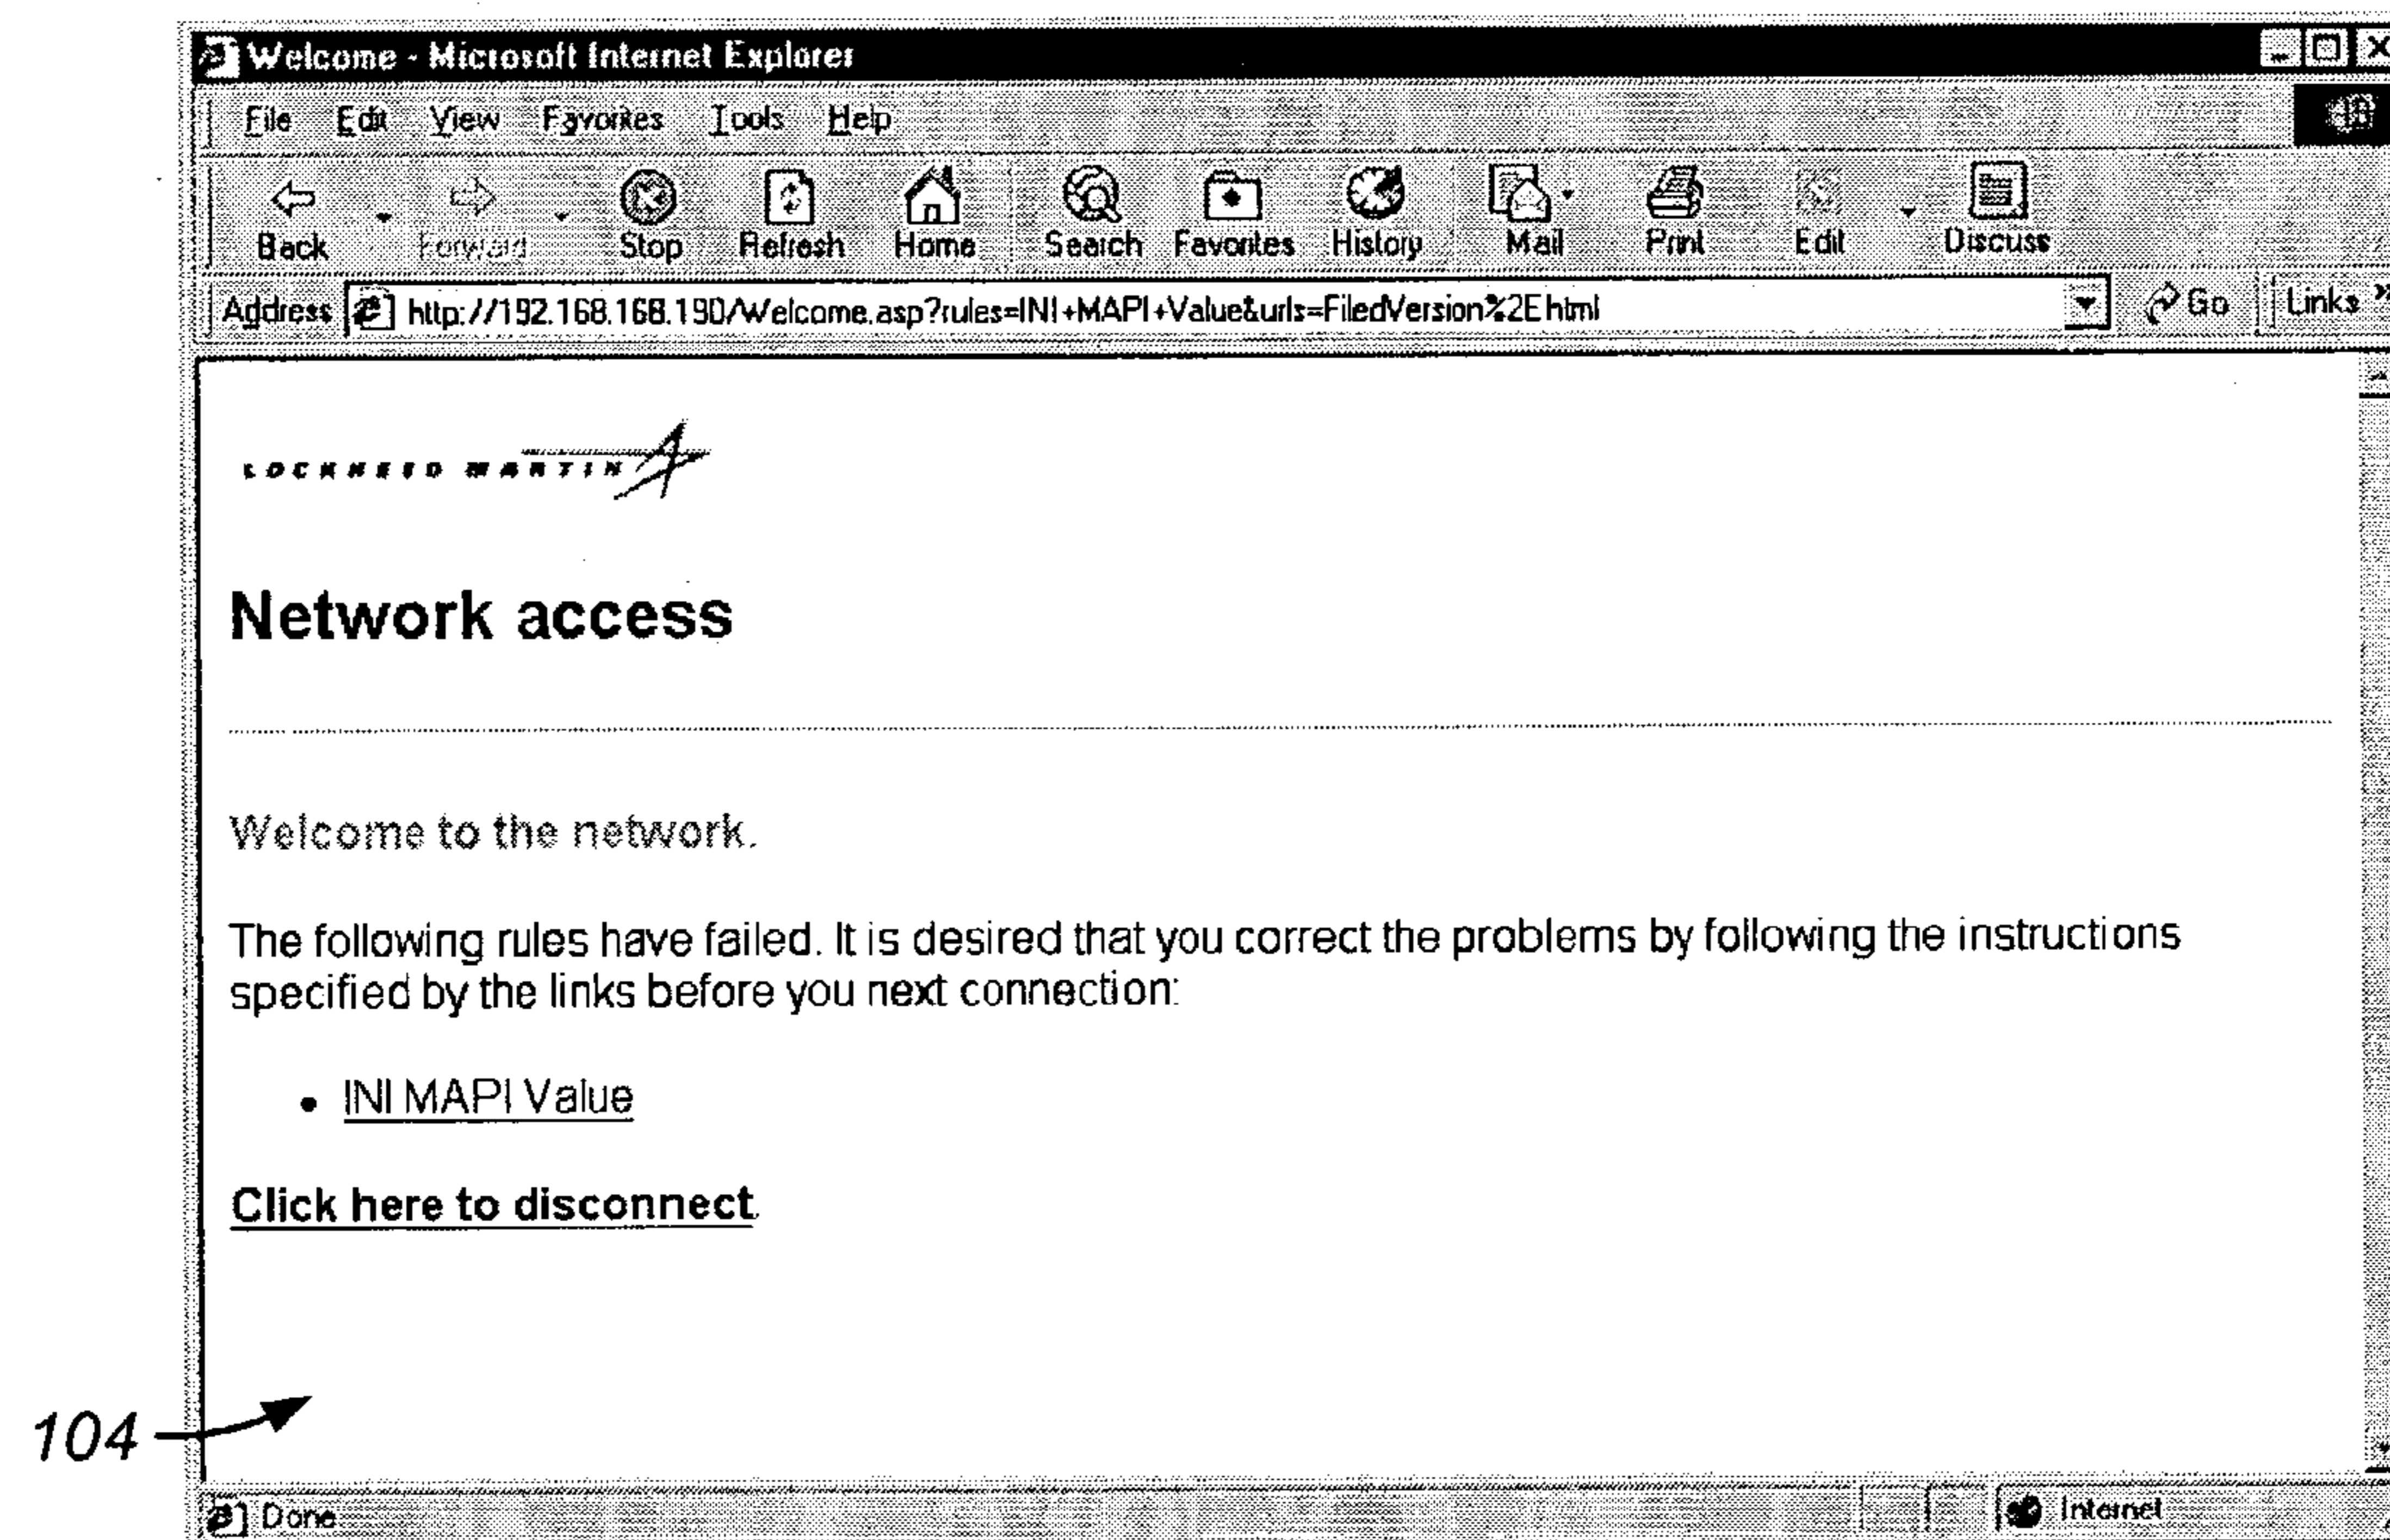 Welcome - Microsoft Internet Explorer
File Edit View Favorites Tools Help
Back Forward Stop Refresh Home Search Favorites History Mail Print Edit Discuss
Address http://192.168.168.190/Welcome.asp?rules=INI+MAPI+Value&urls=FiledVersion%2Ehtml Go Links »
LOCKHEED MARTIN
Network access
Welcome to the network.
The following rules have failed. It is desired that you correct the problems by following the instructions
specified by the links before you next connection:
• INI MAPI Value
Click here to disconnect.
104
Done Internet